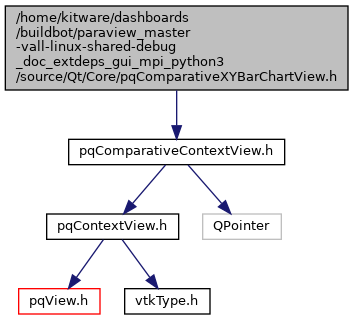 /home/kitware/dashboards
/buildbot/paraview_master
-vall-linux-shared-debug
_doc_extdeps_gui_mpi_python3
/source/Qt/Core/pqComparativeXYBarChartView.h
pqComparativeContextView.h
pqContextView.h
QPointer
pqView.h
vtkType.h